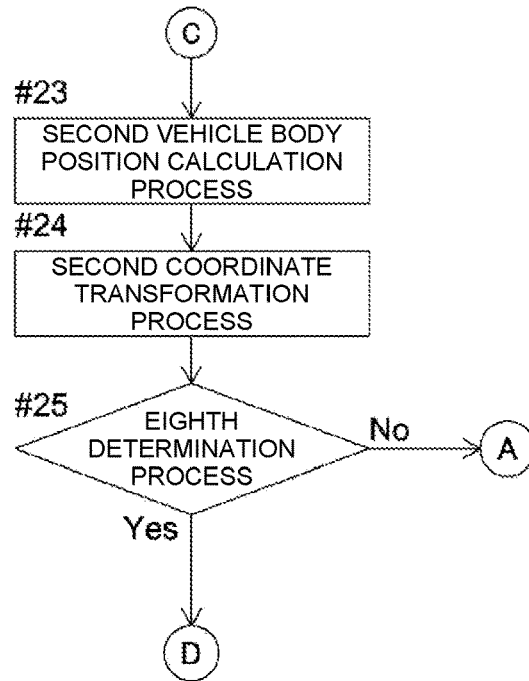 C
#23
SECOND VEHICLE BODY
POSITION CALCULATION
PROCESS
#24
SECOND COORDINATE
TRANSFORMATION
PROCESS
#25
EIGHTH
DETERMINATION
PROCESS
No
A
Yes
D